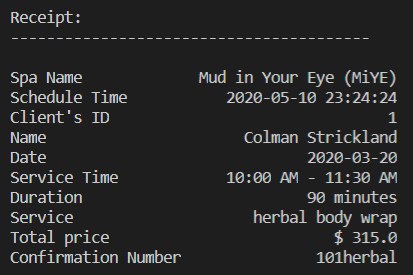 Receipt:
----------------------------------------
Spa Name Mud in Your Eye (MiYE)
Schedule Time 2020-05-10 23:24:24
Client's ID 1
Name Colman Strickland
Date 2020-03-20
Service Time 10:00 AM - 11:30 AM
Duration 90 minutes
Service herbal body wrap
Total price $ 315.0
Confirmation Number 101herbal